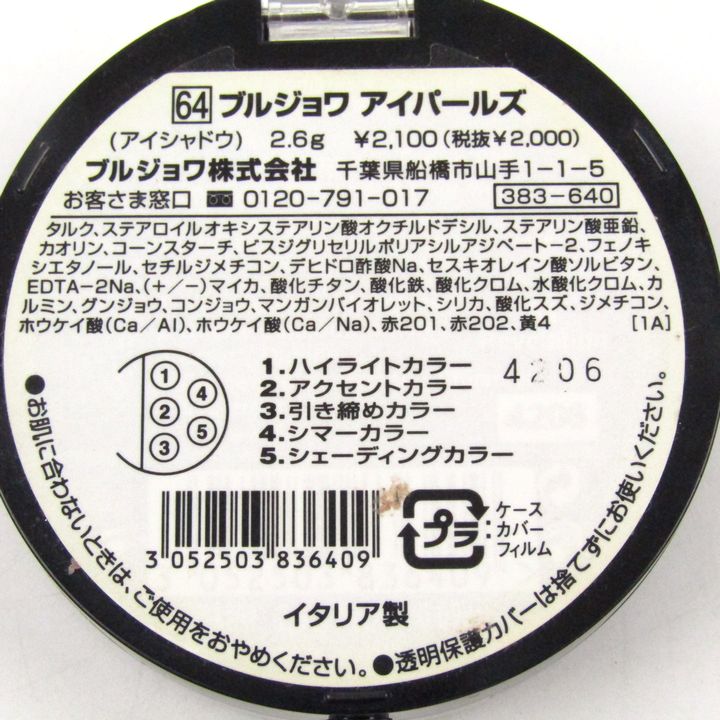 64 ブルジョワ アイパールズ
(アイシャドウ) 2.6g ¥2,100(税抜¥2,000)
ブルジョワ株式会社 千葉県船橋市山手1-1-5
お客さま窓口 0120-791-017 383-640
タルク、ステアロイルオキシステアリン酸オクチルドデシル、ステアリン酸亜鉛、
カオリン、コーンスターチ、ビスジグリセリルポリアシルアジペート-2、フェノキ
シエタノール、セチルジメチコン、デヒドロ酢酸Na、セスキオレイン酸ソルビタン、
EDTA-2Na、(+/-)マイカ、酸化チタン、酸化鉄、酸化クロム、水酸化クロム、カ
ルミン、グンジョウ、コンジョウ、マンガンバイオレット、シリカ、酸化スズ、ジメチコン、
ホウケイ酸(Ca/Al)、ホウケイ酸(Ca/Na)、赤201、赤202、黄4 [1A]
1 2 3 4 5
1.ハイライトカラー
2.アクセントカラー
3.引き締めカラー
4.シマーカラー
5.シェーディングカラー
4206
3 052503 836409
プラ
ケース
カバー
フィルム
イタリア製
●お肌に合わないときは、ご使用をおやめください。
●透明保護カバーは捨てずにお使いください。